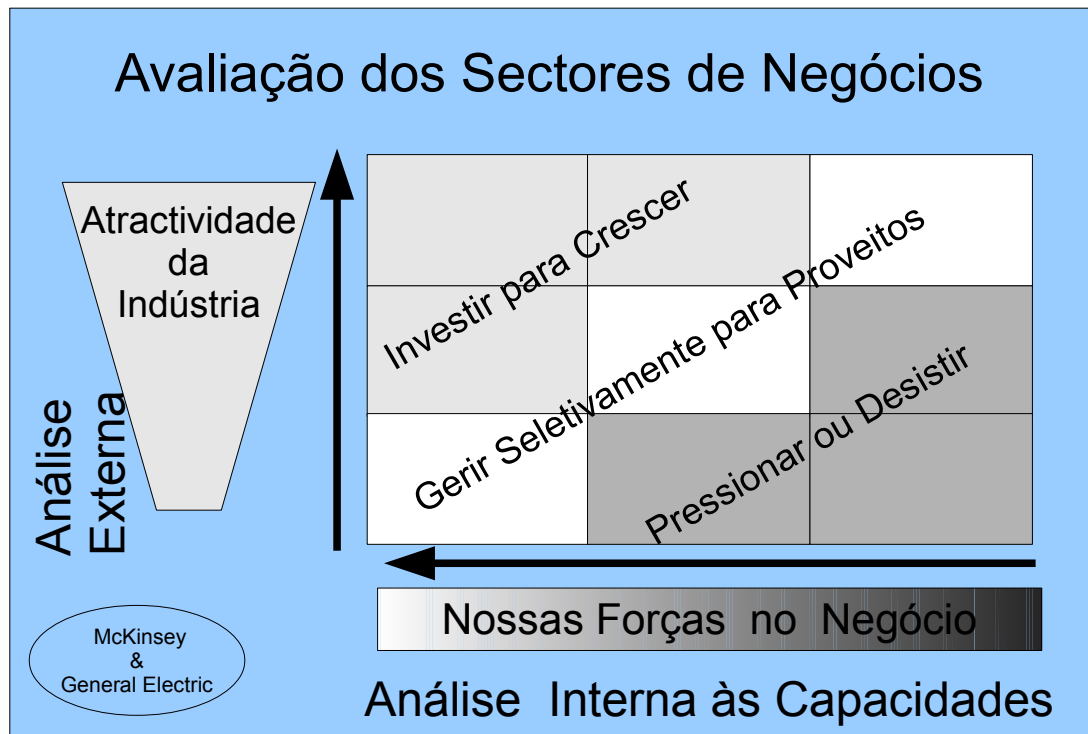 Avaliação dos Sectores de Negócios
Atractividade
da
Indústria
Análise
Externa
Investir para Crescer
Gerir Seletivamente para Proveitos
Pressionar ou Desistir
Nossas Forças no Negócio
Análise Interna às Capacidades
McKinsey
&
General Electric